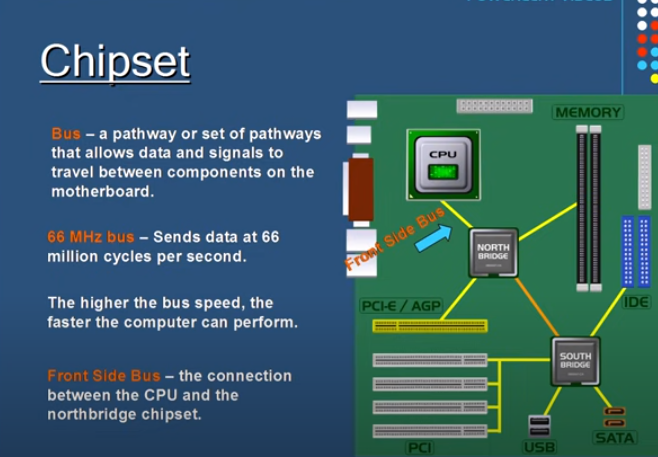 Chipset
Bus – a pathway or set of pathways
that allows data and signals to
travel between components on the
motherboard.
66 MHz bus – Sends data at 66
million cycles per second.
The higher the bus speed, the
faster the computer can perform.
Front Side Bus – the connection
between the CPU and the
northbridge chipset.
MEMORY
CPU
Front Side Bus
NORTH
BRIDGE
PCI-E / AGP
IDE
SOUTH
BRIDGE
PCI
USB
SATA